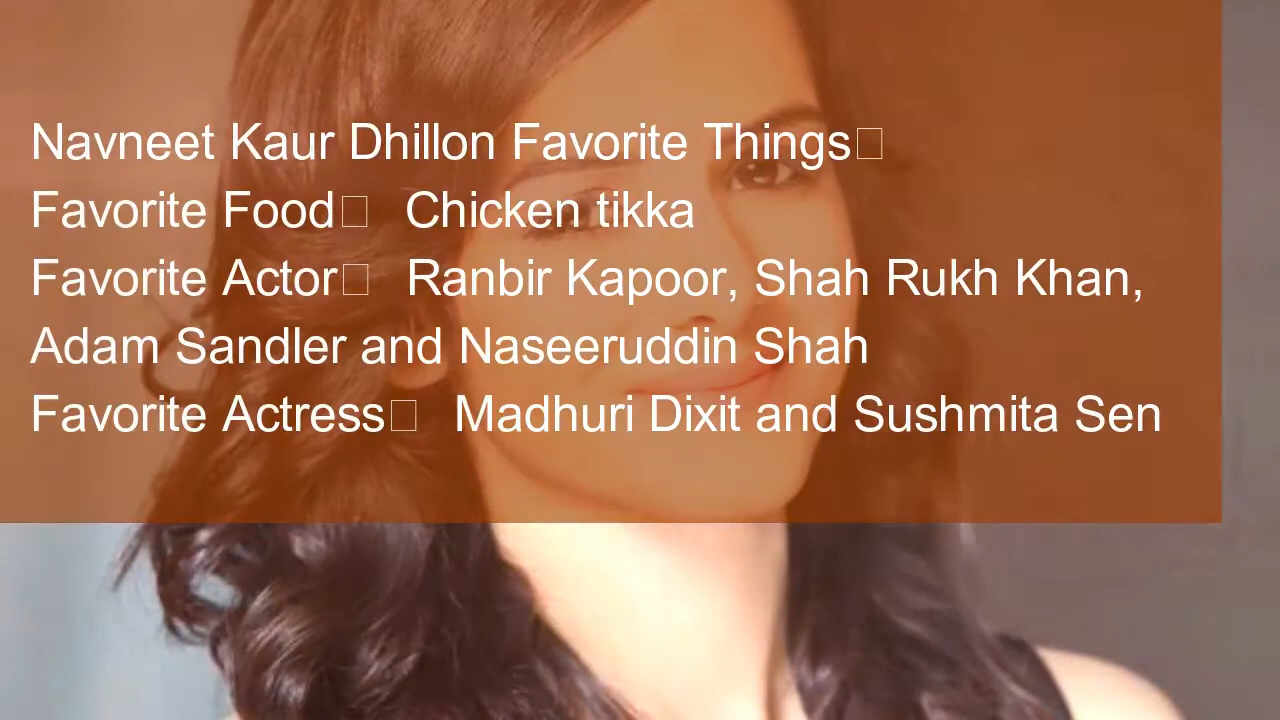 Navneet Kaur Dhillon Favorite Things□
Favorite Food□  Chicken tikka
Favorite Actor□  Ranbir Kapoor, Shah Rukh Khan,
Adam Sandler and Naseeruddin Shah
Favorite Actress□  Madhuri Dixit and Sushmita Sen